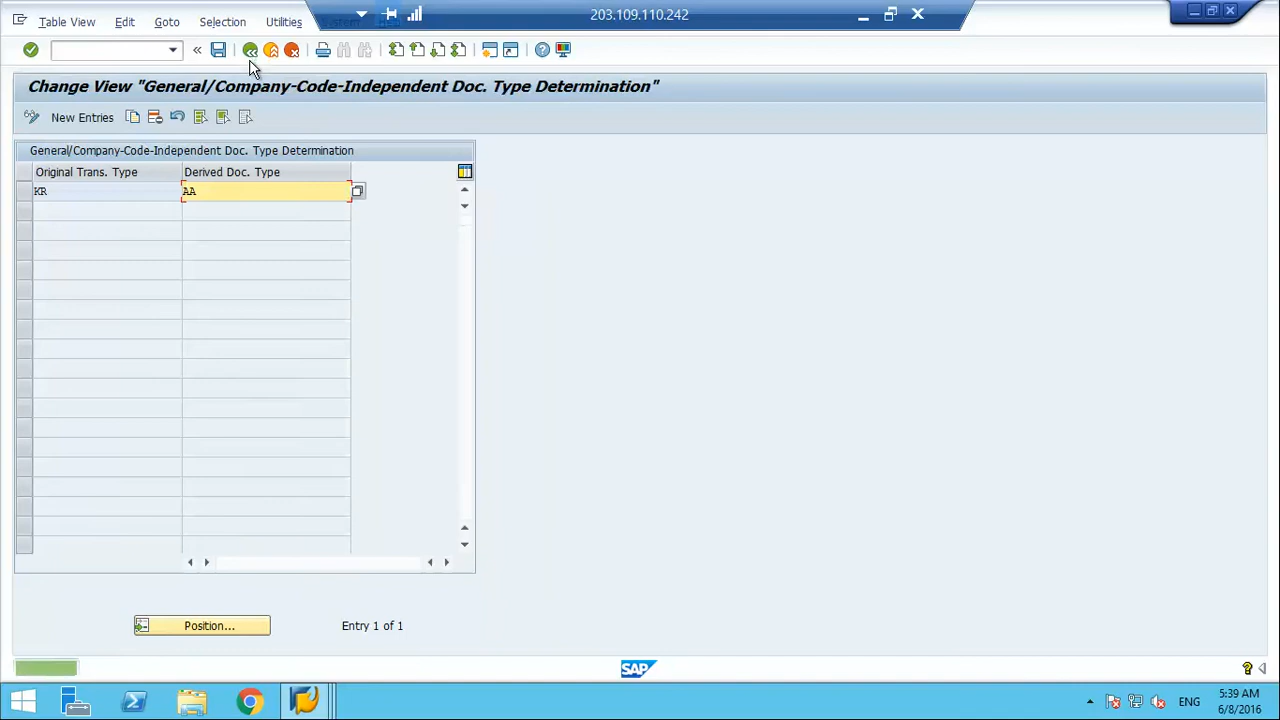 Table View Edit Goto Selection Utilities
203.109.110.242
Change View "General/Company-Code-Independent Doc. Type Determination"
New Entries
General/Company-Code-Independent Doc. Type Determination
Original Trans. Type Derived Doc. Type
KR AA
Position... Entry 1 of 1
SAP
ENG
5:39 AM
6/8/2016